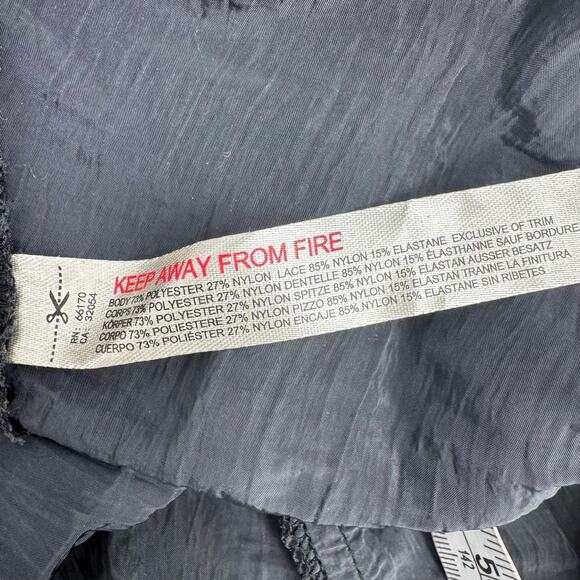 KEEP AWAY FROM FIRE
BODY 73% POLYESTER 27% NYLON LACE 85% NYLON 15% ELASTANE EXCLUSIVE OF TRIM
CORPS 73% POLYESTER 27% NYLON DENTELLE 85% NYLON 15% ÉLASTHANNE SAUF BORDURE
KÖRPER 73% POLYESTER 27% NYLON SPITZE 85% NYLON 15% ELASTAN AUSSER BESATZ
CORPO 73% POLIESTERE 27% NYLON PIZZO 85% NYLON 15% ELASTAN TRANNE LA FINITURA
CUERPO 73% POLIÉSTER 27% NYLON ENCAJE 85% NYLON 15% ELASTANE SIN RIBETES
RN: 66170
CA: 32054
5
142